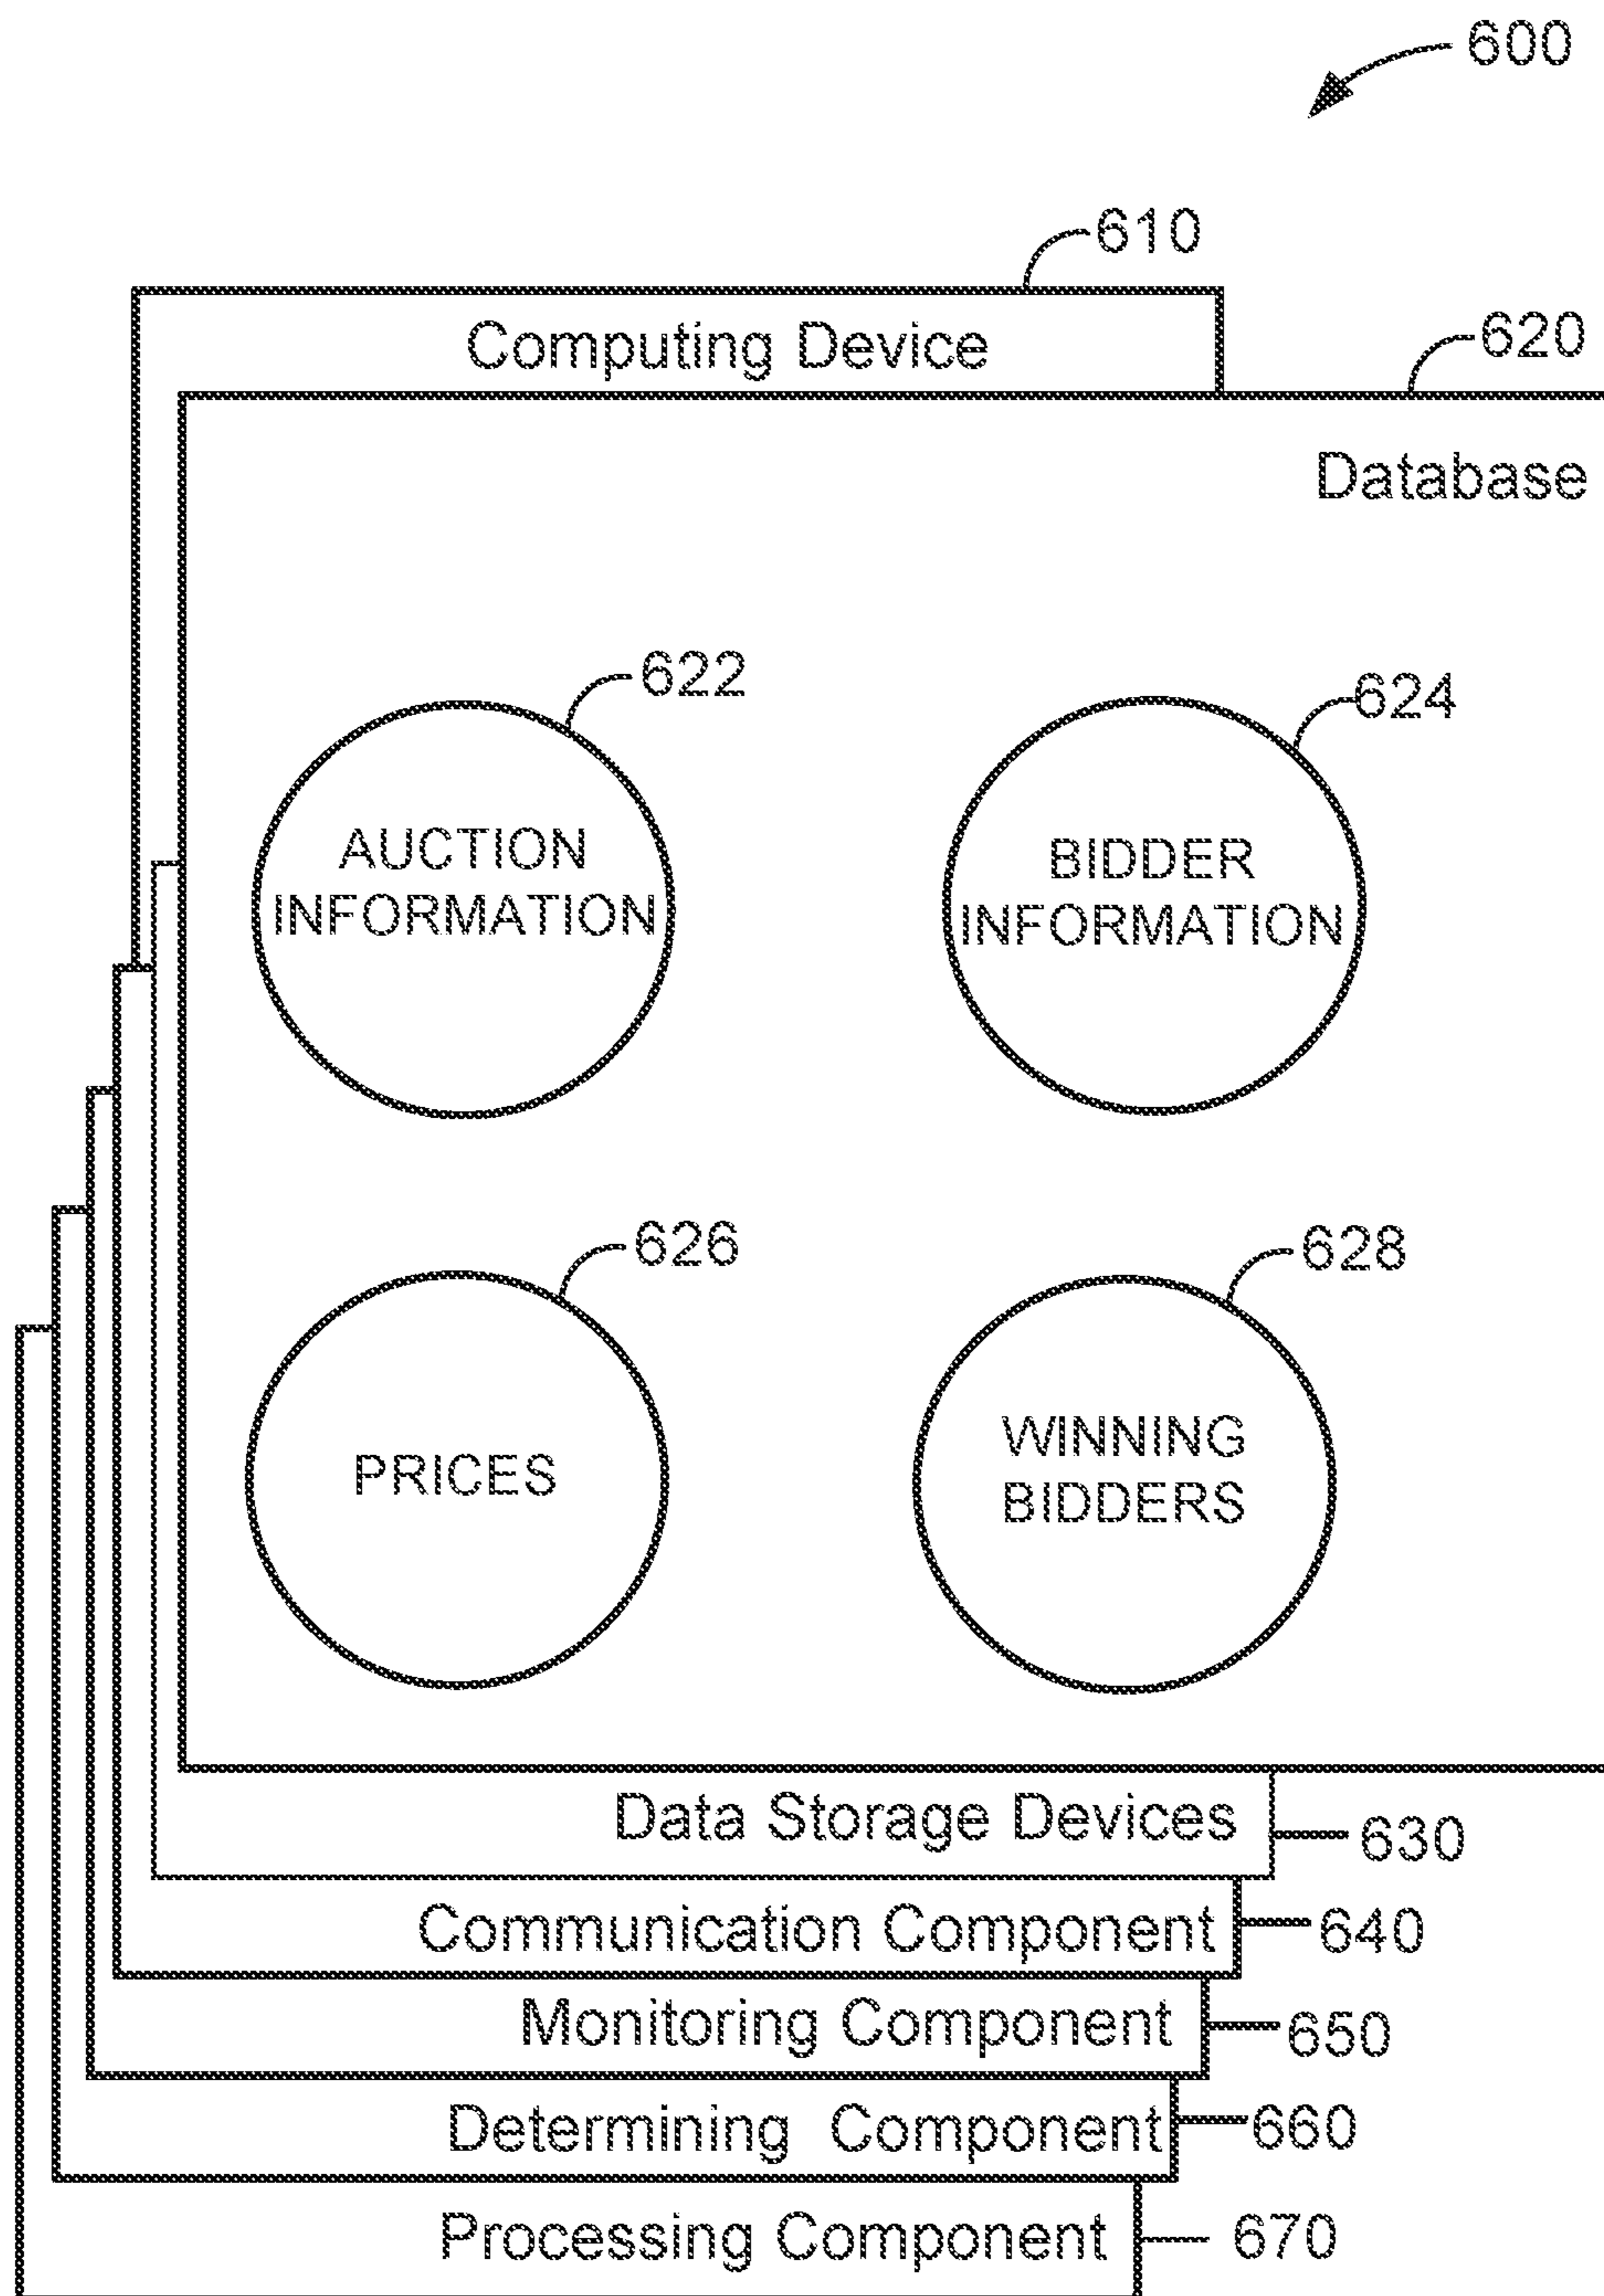 600
610
Computing Device
620
Database
622
624
AUCTION
INFORMATION
BIDDER
INFORMATION
626
628
PRICES
WINNING
BIDDERS
Data Storage Devices
630
Communication Component
640
Monitoring Component
650
Determining Component
660
Processing Component
670